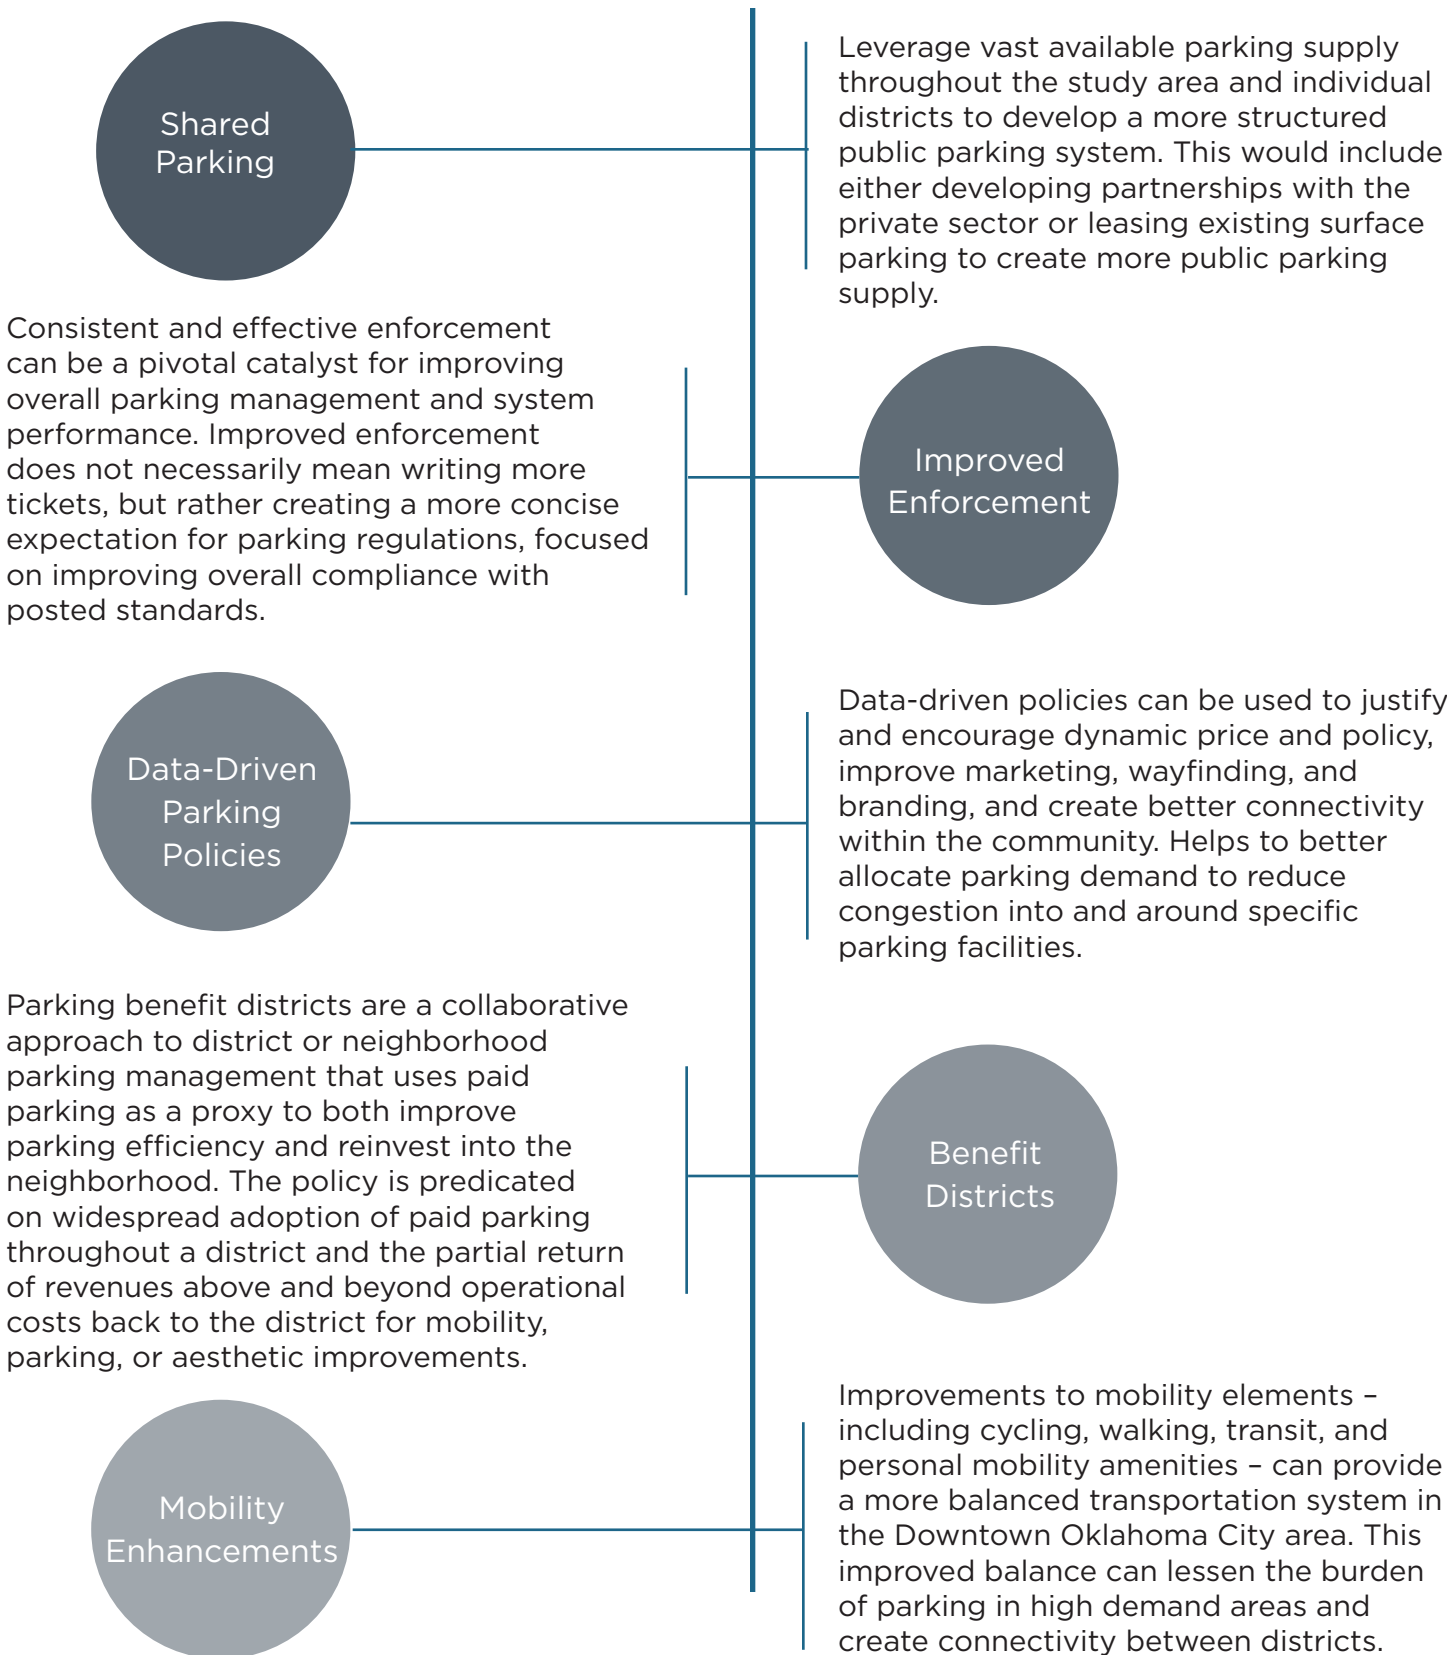 Shared
Parking
Leverage vast available parking supply
throughout the study area and individual
districts to develop a more structured
public parking system. This would include
either developing partnerships with the
private sector or leasing existing surface
parking to create more public parking
supply.
Consistent and effective enforcement
can be a pivotal catalyst for improving
overall parking management and system
performance. Improved enforcement
does not necessarily mean writing more
tickets, but rather creating a more concise
expectation for parking regulations, focused
on improving overall compliance with
posted standards.
Improved
Enforcement
Data-Driven
Parking
Policies
Data-driven policies can be used to justify
and encourage dynamic price and policy,
improve marketing, wayfinding, and
branding, and create better connectivity
within the community. Helps to better
allocate parking demand to reduce
congestion into and around specific
parking facilities.
Parking benefit districts are a collaborative
approach to district or neighborhood
parking management that uses paid
parking as a proxy to both improve
parking efficiency and reinvest into the
neighborhood. The policy is predicated
on widespread adoption of paid parking
throughout a district and the partial return
of revenues above and beyond operational
costs back to the district for mobility,
parking, or aesthetic improvements.
Benefit
Districts
Mobility
Enhancements
Improvements to mobility elements –
including cycling, walking, transit, and
personal mobility amenities – can provide
a more balanced transportation system in
the Downtown Oklahoma City area. This
improved balance can lessen the burden
of parking in high demand areas and
create connectivity between districts.